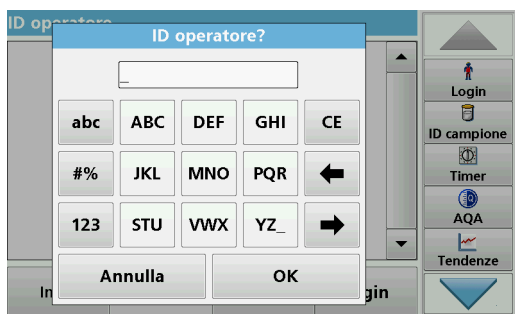 ID operatore
ID operatore?
_
abc ABC DEF GHI CE
#% JKL MNO PQR
123 STU VWX YZ_
Annulla OK
Login
ID campione
Timer
AQA
Tendenze